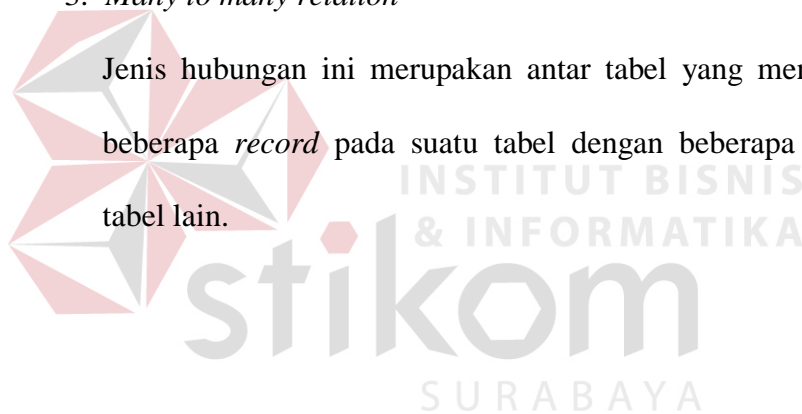 3. Many to many relation
Jenis hubungan ini merupakan antar tabel yang
beberapa record pada suatu tabel dengan beberapa
tabel lain.
INSTITUT BISNIS
& INFORMATIKA
stikom
SURABAYA